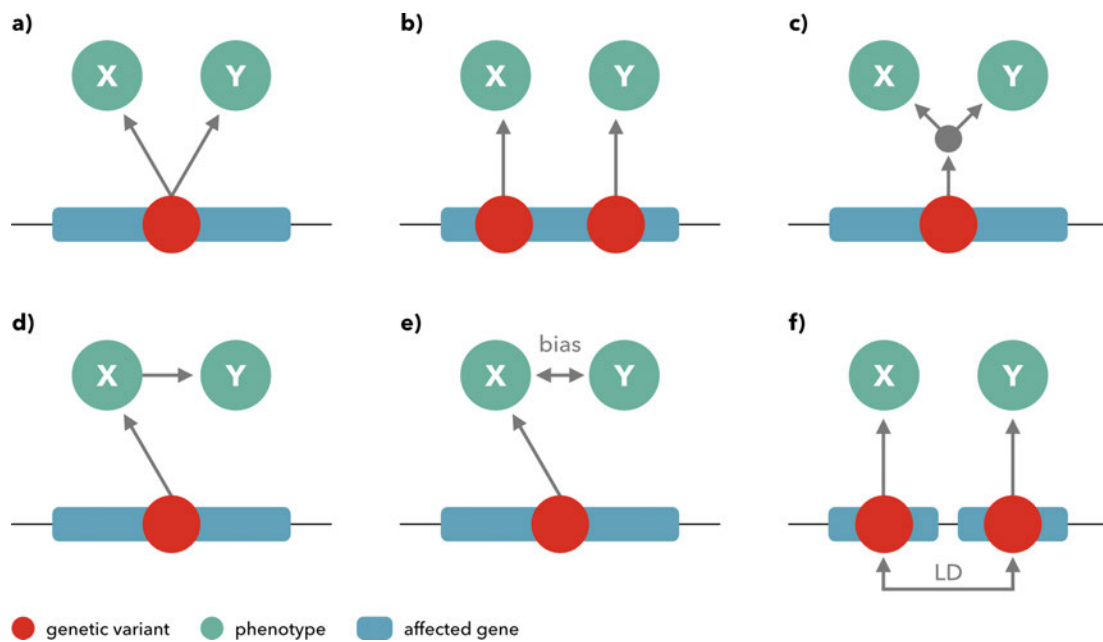 a) b) c)
X Y X Y X Y
d) e) f)
bias
X Y X Y X Y
LD
genetic variant phenotype affected gene